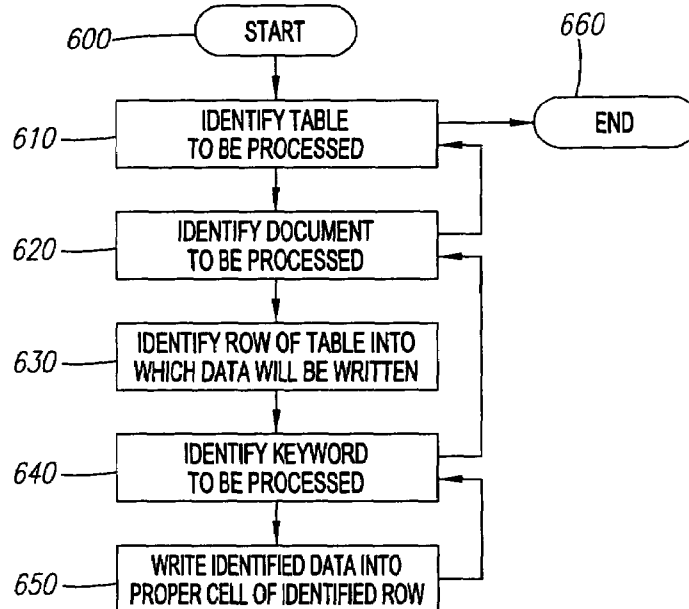 600
START
660
610
IDENTIFY TABLE
TO BE PROCESSED
END
620
IDENTIFY DOCUMENT
TO BE PROCESSED
630
IDENTIFY ROW OF TABLE INTO
WHICH DATA WILL BE WRITTEN
640
IDENTIFY KEYWORD
TO BE PROCESSED
650
WRITE IDENTIFIED DATA INTO
PROPER CELL OF IDENTIFIED ROW